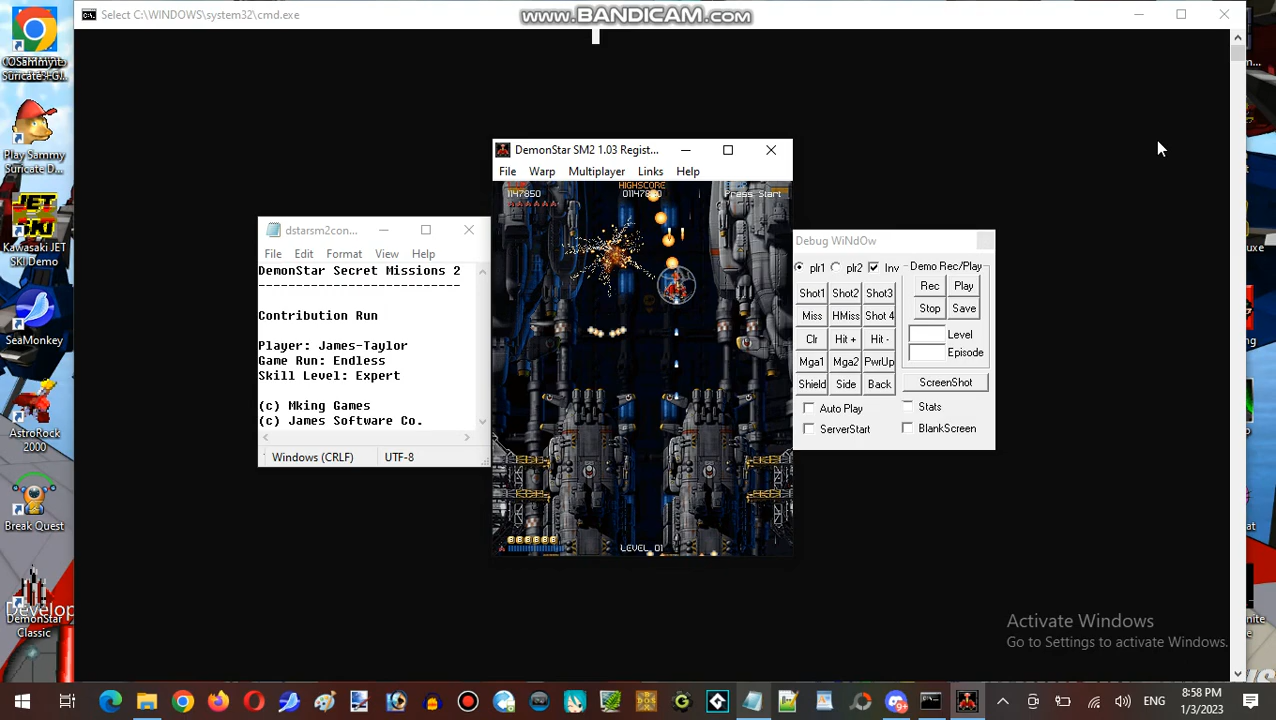 Select C:\WINDOWS\system32\cmd.exe
www.BANDICAM.com
Play Sammy
Suricate D...
JET SKI
Kawasaki JET
SKI Demo
SeaMonkey
AstroRock
2000
Break Quest
DemonStar
Classic
dstarsm2con...
File Edit Format View Help
DemonStar Secret Missions 2
---------------------------
Contribution Run
Player: James-Taylor
Game Run: Endless
Skill Level: Expert
(c) Mking Games
(c) James Software Co.
Windows (CRLF) UTF-8
DemonStar SM2 1.03 Regist...
File Warp Multiplayer Links Help
1147850
HIGHSCORE
Press Start
LEVEL 01
Debug WiNdOw
plr1 plr2 Inv
Shot1 Shot2 Shot3
Miss HMiss Shot 4
Clr Hit + Hit -
Mga1 Mga2 PwrUp
Shield Side Back
Auto Play
ServerStart
Demo Rec/Play
Rec Play
Stop Save
Level
Episode
ScreenShot
Stats
BlankScreen
Activate Windows
Go to Settings to activate Windows.
ENG
8:58 PM
1/3/2023